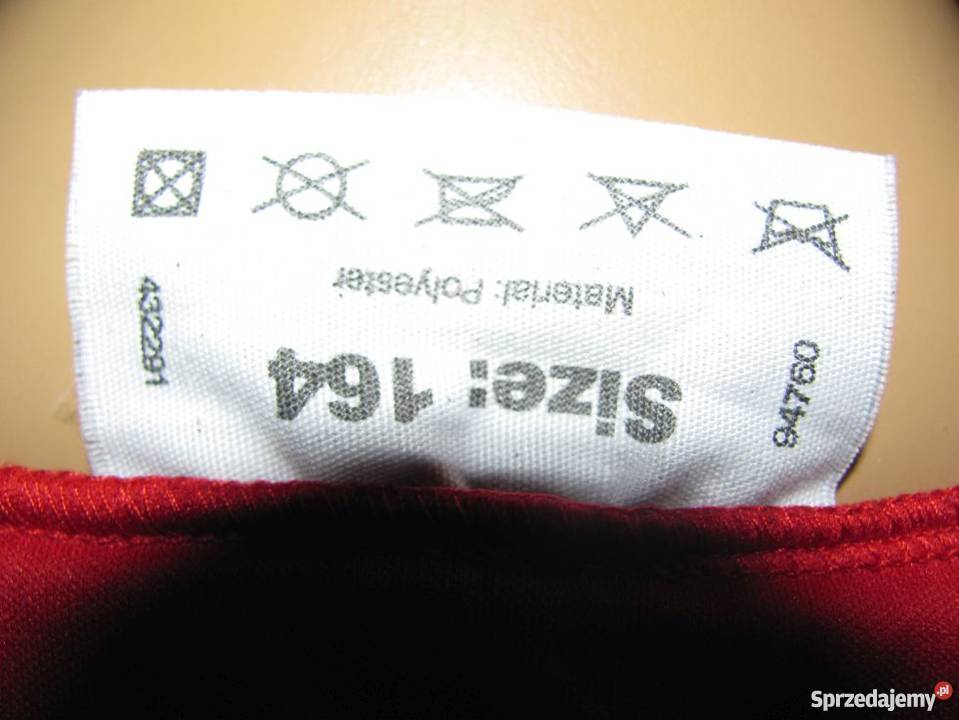 Size: 164
Material: Polyester
432291
94760
Sprzedajemy.pl